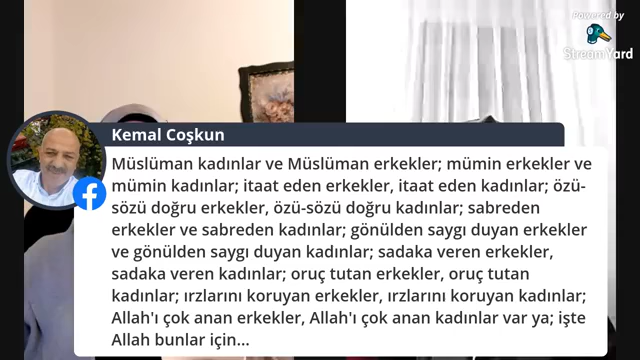 Powered by
StreamYard
Kemal Coşkun
Müslüman kadınlar ve Müslüman erkekler; mümin erkekler ve
mümin kadınlar; itaat eden erkekler, itaat eden kadınlar; özü-
sözü doğru erkekler, özü-sözü doğru kadınlar; sabreden
erkekler ve sabreden kadınlar; gönülden saygı duyan erkekler
ve gönülden saygı duyan kadınlar; sadaka veren erkekler,
sadaka veren kadınlar; oruç tutan erkekler, oruç tutan
kadınlar; ırzlarını koruyan erkekler, ırzlarını koruyan kadınlar;
Allah'ı çok anan erkekler, Allah'ı çok anan kadınlar var ya; işte
Allah bunlar için...